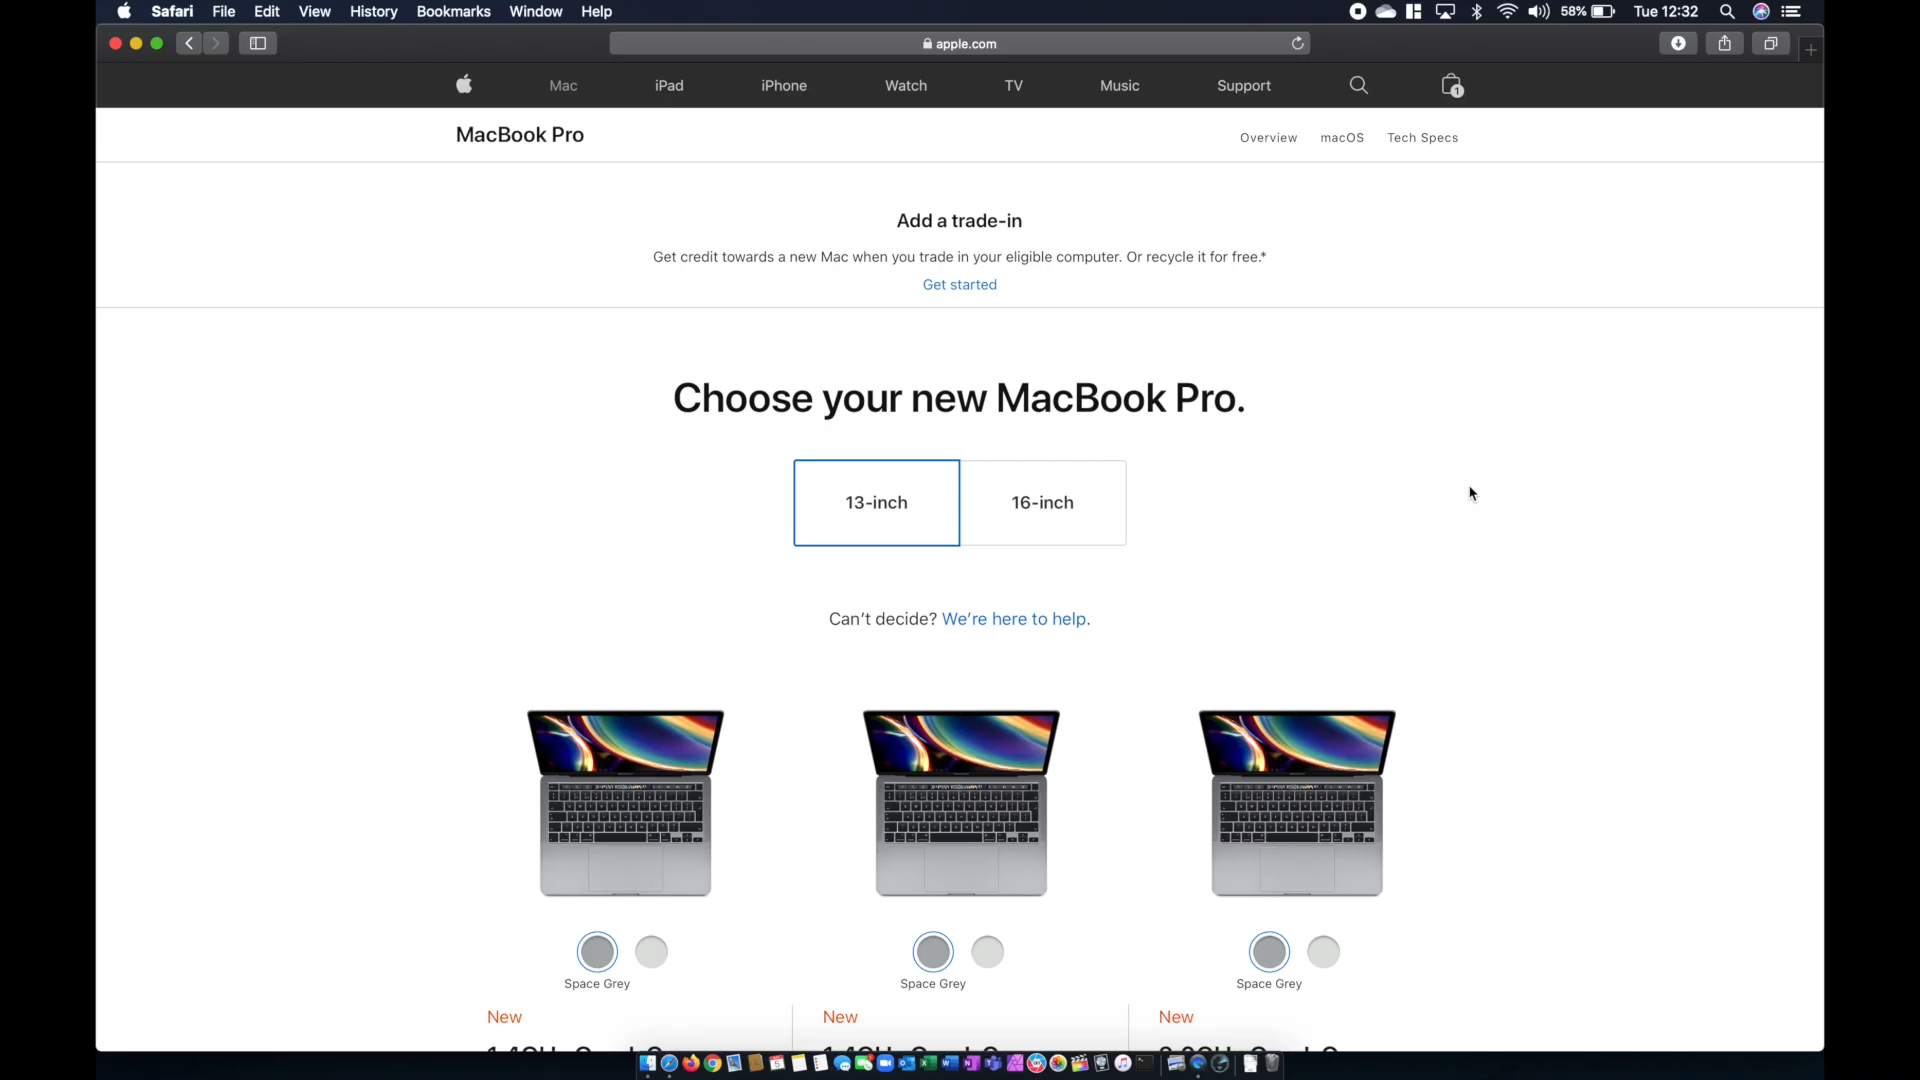 Safari File Edit View History Bookmarks Window Help 58% Tue 12:32
apple.com
Mac iPad iPhone Watch TV Music Support 1
MacBook Pro
Overview macOS Tech Specs
Add a trade-in
Get credit towards a new Mac when you trade in your eligible computer. Or recycle it for free.*
Get started
Choose your new MacBook Pro.
13-inch 16-inch
Can't decide? We're here to help.
Space Grey Space Grey Space Grey
New New New